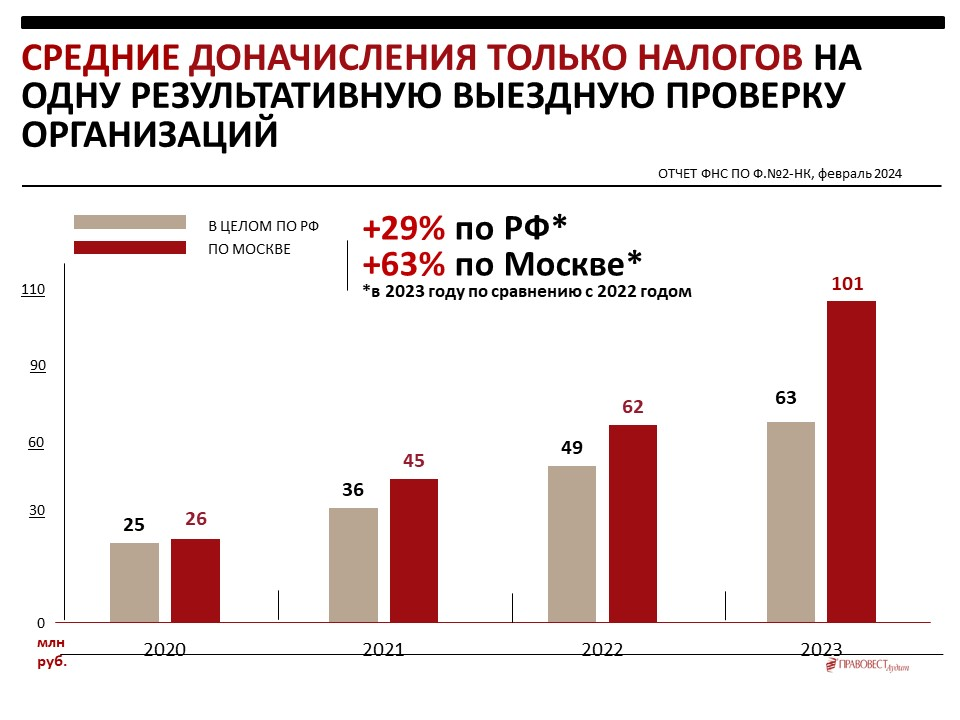 СРЕДНИЕ ДОНАЧИСЛЕНИЯ ТОЛЬКО НАЛОГОВ НА
ОДНУ РЕЗУЛЬТАТИВНУЮ ВЫЕЗДНУЮ ПРОВЕРКУ
ОРГАНИЗАЦИЙ
ОТЧЕТ ФНС ПО Ф.№2-НК, февраль 2024
В ЦЕЛОМ ПО РФ
ПО МОСКВЕ
+29% по РФ*
+63% по Москве*
*в 2023 году по сравнению с 2022 годом
110
90
60
30
0
млн
руб.
25
26
36
45
49
62
63
101
2020
2021
2022
2023
ПРАВОВЕСТ Аудит